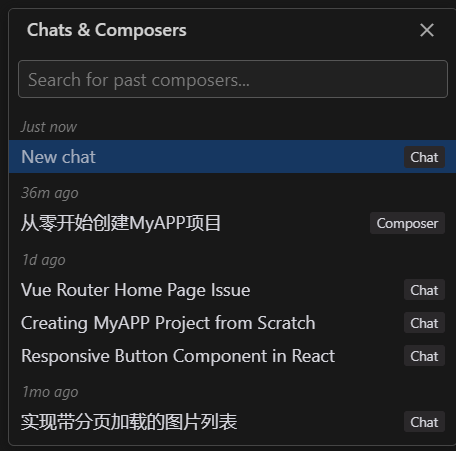 Chats & Composers
Search for past composers...
Just now
New chat Chat
36m ago
从零开始创建MyAPP项目 Composer
1d ago
Vue Router Home Page Issue Chat
Creating MyAPP Project from Scratch Chat
Responsive Button Component in React Chat
1mo ago
实现带分页加载的图片列表 Chat